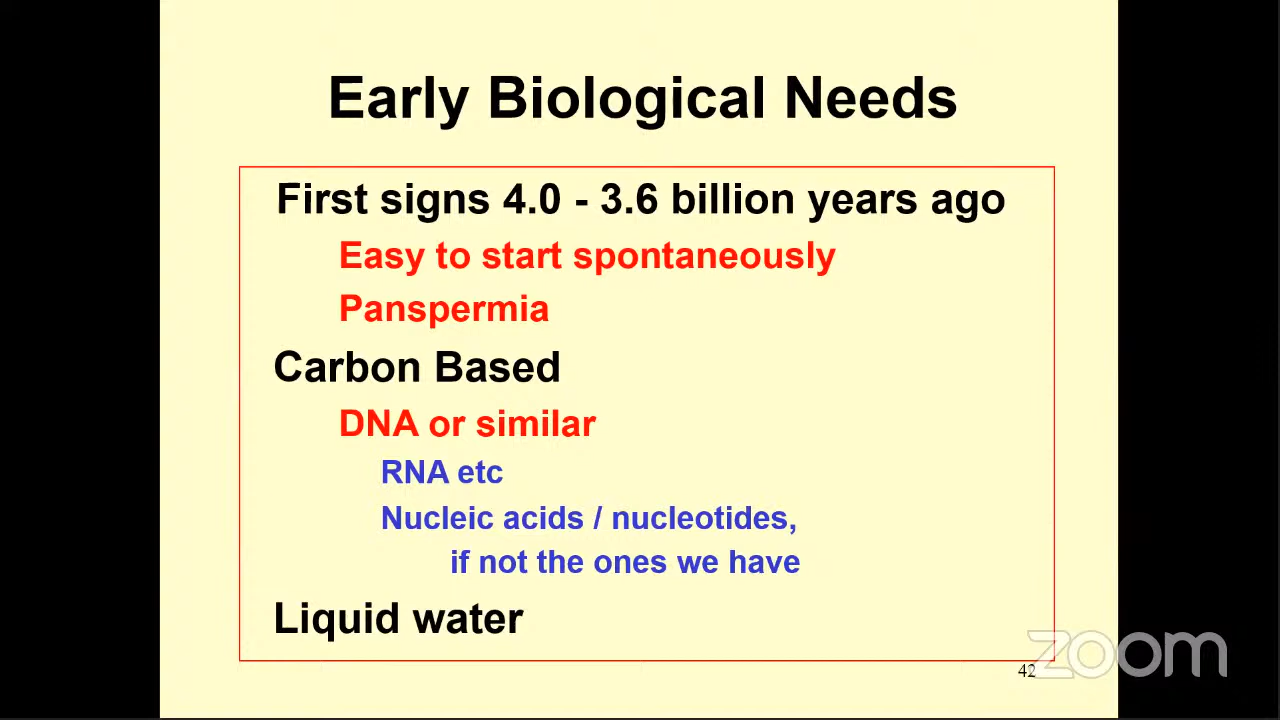 Early Biological Needs
First signs 4.0 - 3.6 billion years ago
Easy to start spontaneously
Panspermia
Carbon Based
DNA or similar
RNA etc
Nucleic acids / nucleotides,
if not the ones we have
Liquid water
42
zoom